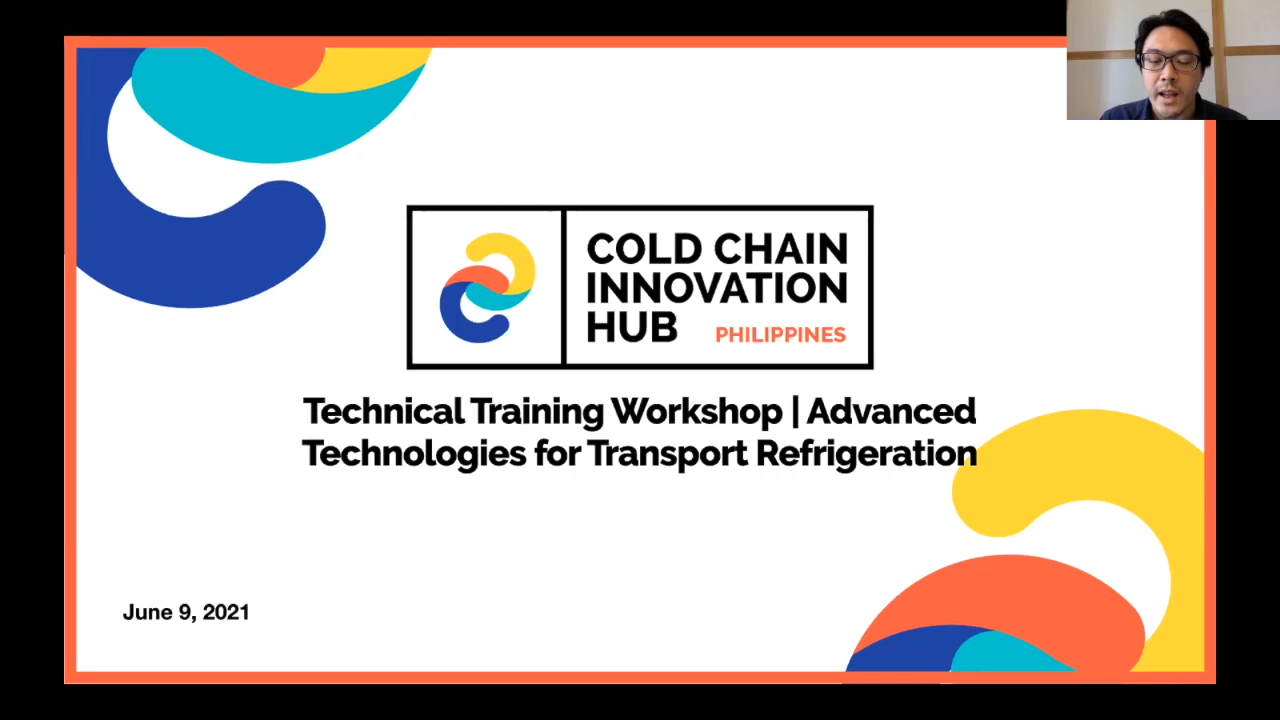 COLD CHAIN
INNOVATION
HUB PHILIPPINES
Technical Training Workshop | Advanced
Technologies for Transport Refrigeration
June 9, 2021